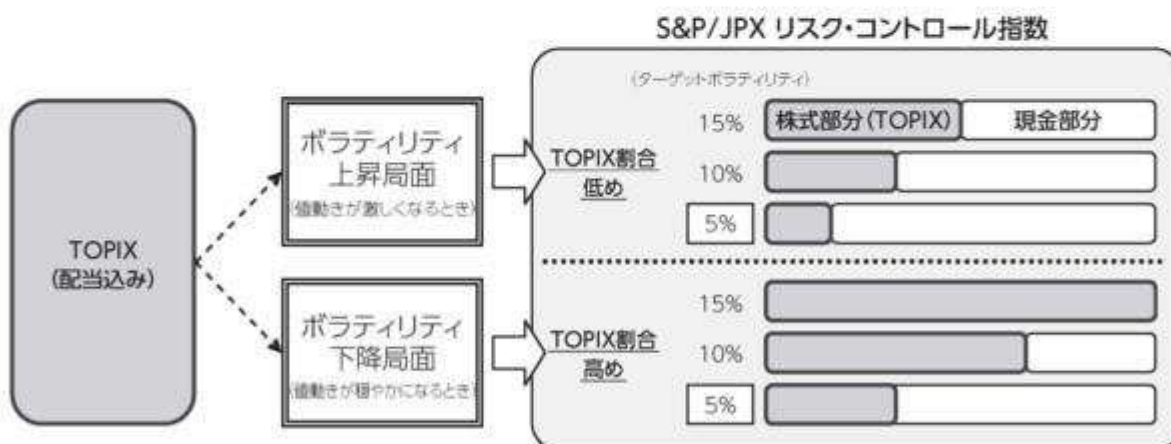 S&P/JPX リスク・コントロール指数
(ターゲットボラティリティ)
TOPIX
(配当込み)
ボラティリティ
上昇局面
(値動きが激しくなるとき)
TOPIX割合
低め
15%
株式部分(TOPIX)
現金部分
10%
5%
ボラティリティ
下降局面
(値動きが穏やかになるとき)
TOPIX割合
高め
15%
10%
5%